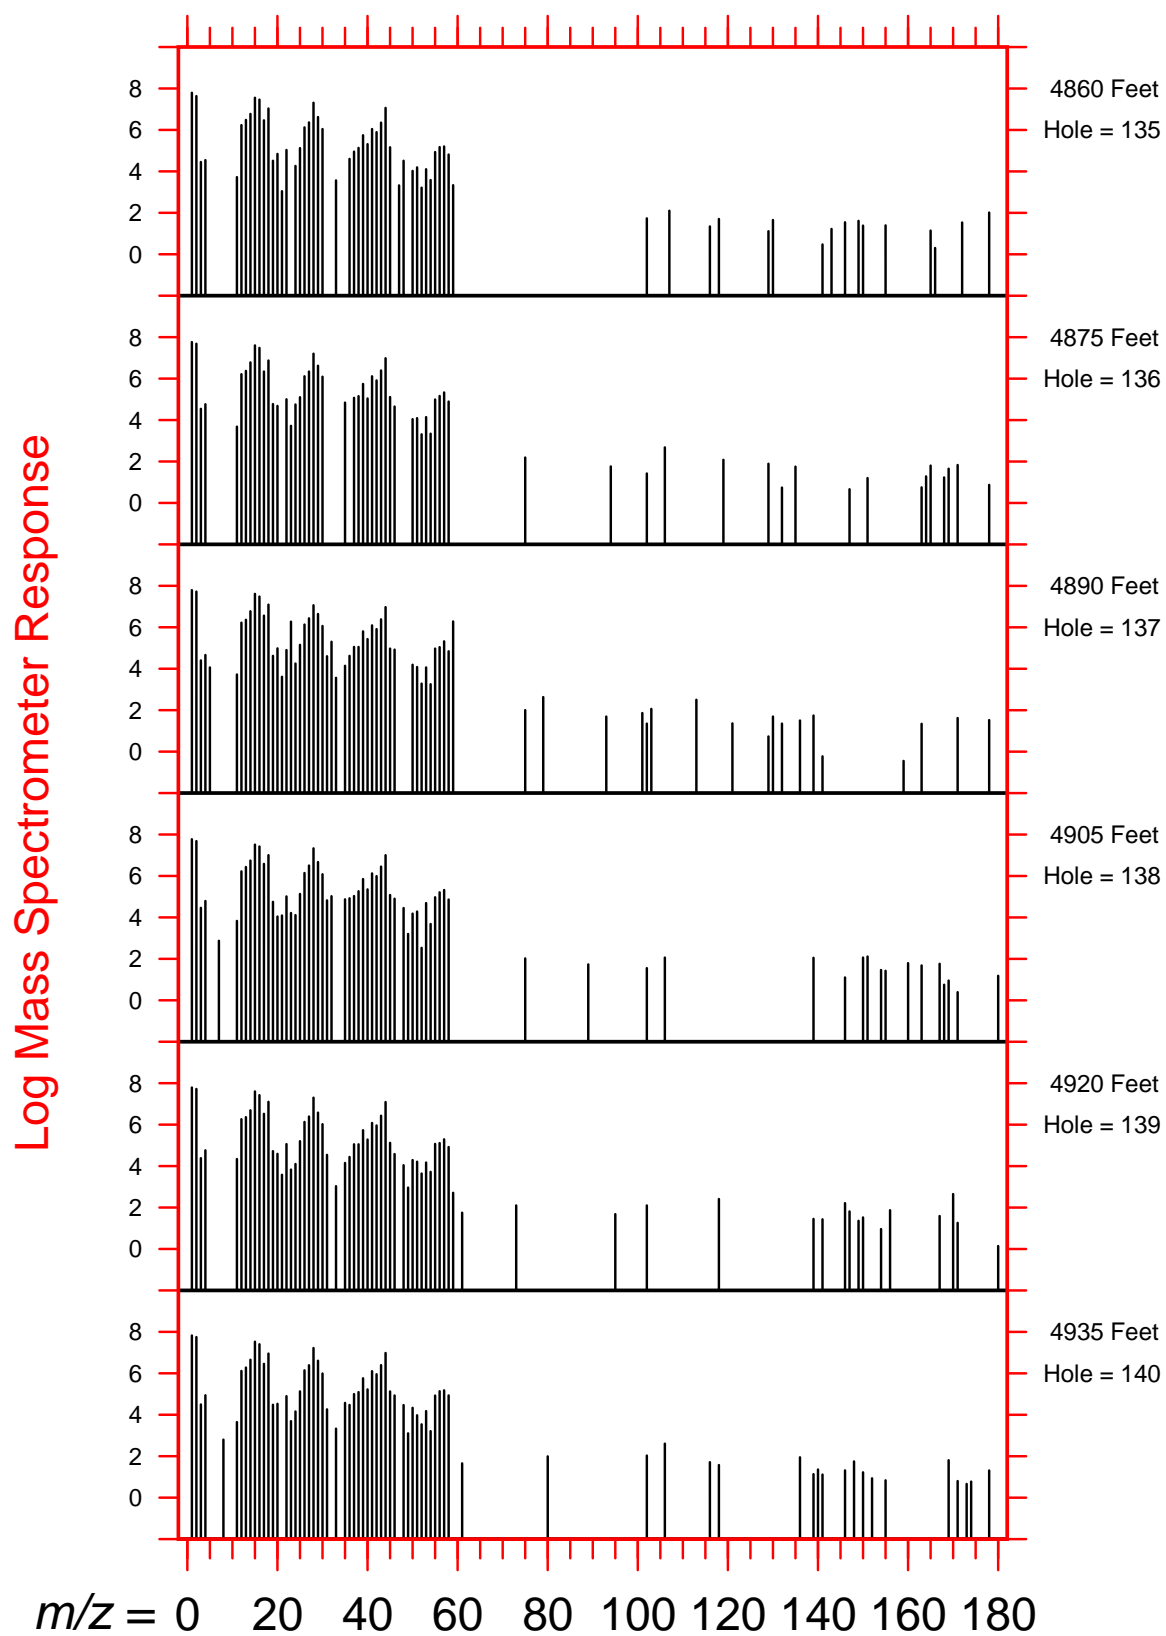 Log Mass Spectrometer Response
8
6
4
2
0
4860 Feet
Hole = 135
8
6
4
2
0
4875 Feet
Hole = 136
8
6
4
2
0
4890 Feet
Hole = 137
8
6
4
2
0
4905 Feet
Hole = 138
8
6
4
2
0
4920 Feet
Hole = 139
8
6
4
2
0
4935 Feet
Hole = 140
m/z = 0 20 40 60 80 100 120 140 160 180